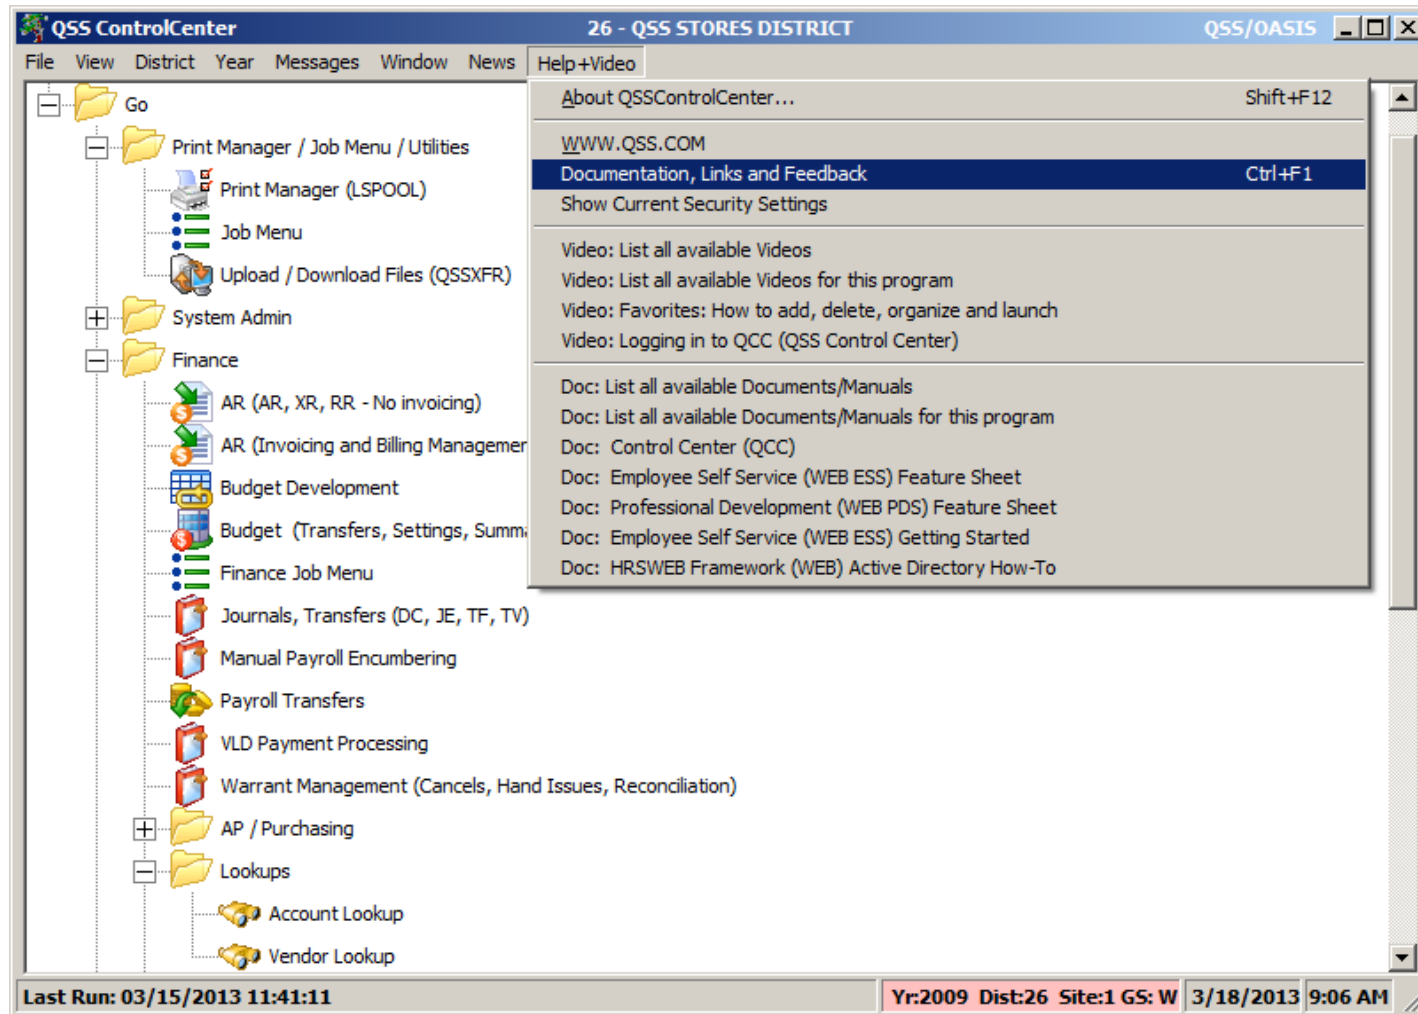 QSS ControlCenter 26 - QSS STORES DISTRICT QSS/OASIS
File View District Year Messages Window News Help+Video
Go
Print Manager / Job Menu / Utilities
Print Manager (LSPOOL)
Job Menu
Upload / Download Files (QSSXFR)
System Admin
Finance
AR (AR, XR, RR - No invoicing)
AR (Invoicing and Billing Managemen
Budget Development
Budget (Transfers, Settings, Summa
Finance Job Menu
Journals, Transfers (DC, JE, TF, TV)
Manual Payroll Encumbering
Payroll Transfers
VLD Payment Processing
Warrant Management (Cancels, Hand Issues, Reconciliation)
AP / Purchasing
Lookups
Account Lookup
Vendor Lookup
About QSSControlCenter... Shift+F12
WWW.QSS.COM
Documentation, Links and Feedback Ctrl+F1
Show Current Security Settings
Video: List all available Videos
Video: List all available Videos for this program
Video: Favorites: How to add, delete, organize and launch
Video: Logging in to QCC (QSS Control Center)
Doc: List all available Documents/Manuals
Doc: List all available Documents/Manuals for this program
Doc: Control Center (QCC)
Doc: Employee Self Service (WEB ESS) Feature Sheet
Doc: Professional Development (WEB PDS) Feature Sheet
Doc: Employee Self Service (WEB ESS) Getting Started
Doc: HRSWEB Framework (WEB) Active Directory How-To
Last Run: 03/15/2013 11:41:11 Yr:2009 Dist:26 Site:1 GS: W 3/18/2013 9:06 AM